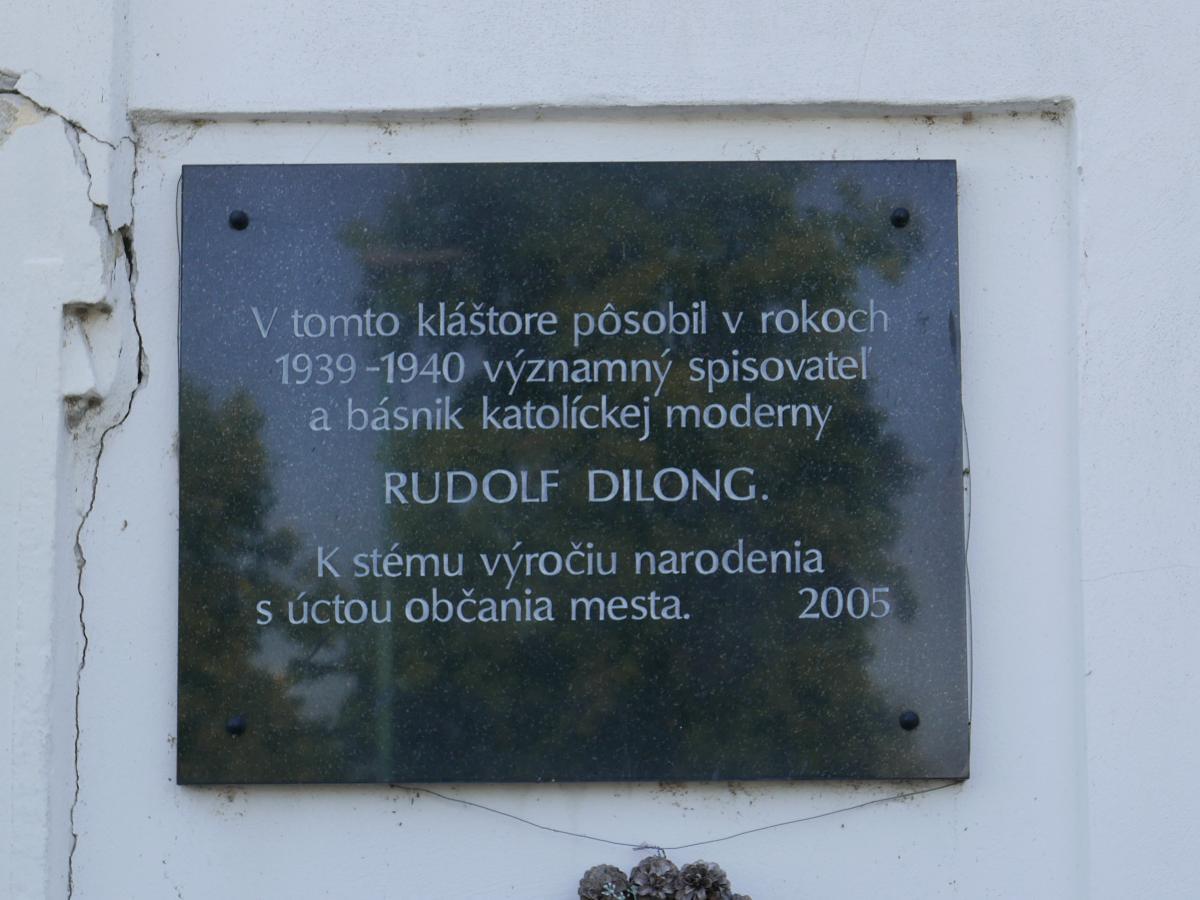 V tomto kláštore pôsobil v rokoch
1939 -1940 významný spisovateľ
a básnik katolíckej moderny
RUDOLF DILONG.
K stému výročiu narodenia
s úctou občania mesta. 2005